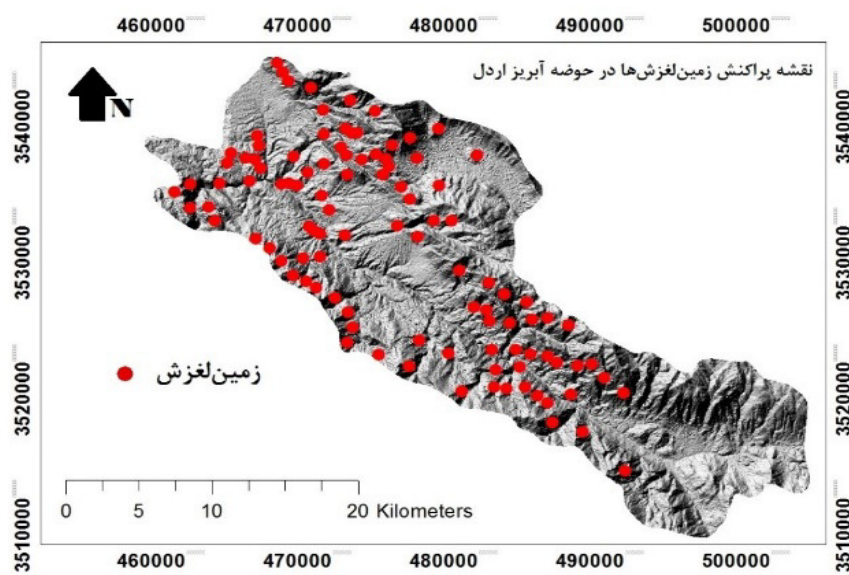 460000 470000 480000 490000 500000
نقشه پراکنش زمین‌لغزش‌ها در حوضه آبریز اردل
N
3540000 3540000
3530000 3530000
زمین‌لغزش
3520000 3520000
0 5 10 20 Kilometers
3510000 3510000
460000 470000 480000 490000 500000